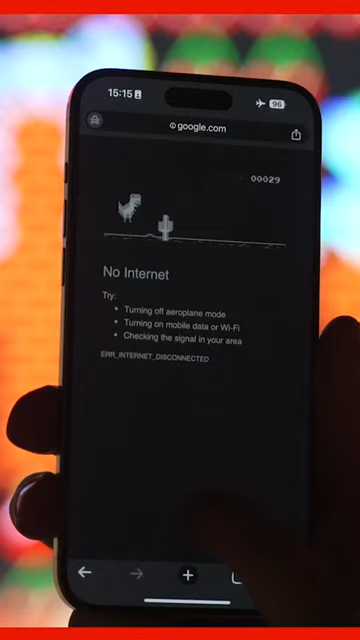 15:15
96
google.com
00029
No Internet
Try:
• Turning off aeroplane mode
• Turning on mobile data or Wi-Fi
• Checking the signal in your area
ERR_INTERNET_DISCONNECTED